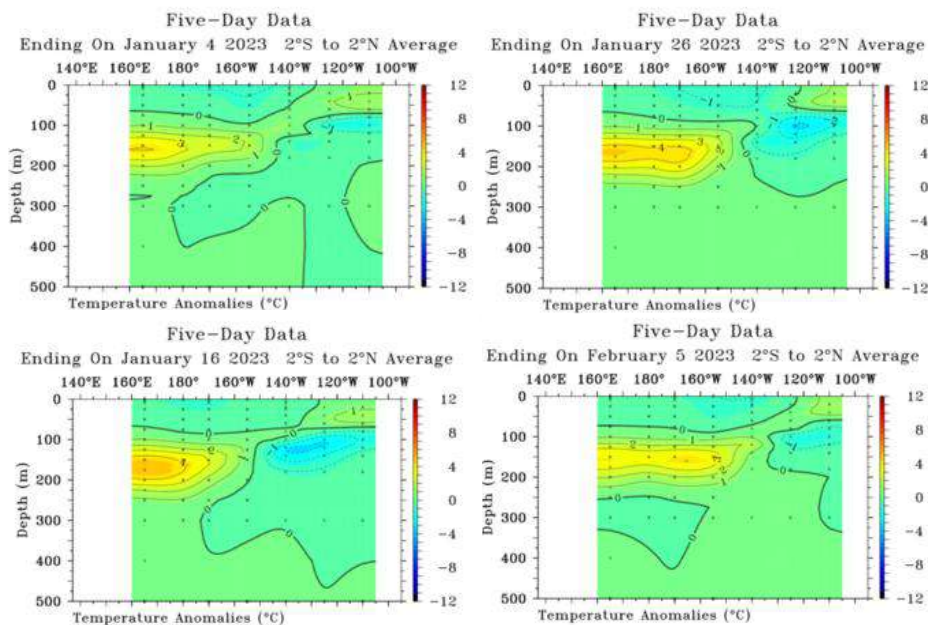 Five-Day Data
Ending On January 4 2023 2°S to 2°N Average
140°E 160°E 180° 160°W 140°W 120°W 100°W
0
100
200
300
400
500
Depth (m)
12
8
4
0
-4
-8
-12
Temperature Anomalies (°C)
Five-Day Data
Ending On January 26 2023 2°S to 2°N Average
140°E 160°E 180° 160°W 140°W 120°W 100°W
0
100
200
300
400
500
Depth (m)
12
8
4
0
-4
-8
-12
Temperature Anomalies (°C)
Five-Day Data
Ending On January 16 2023 2°S to 2°N Average
140°E 160°E 180° 160°W 140°W 120°W 100°W
0
100
200
300
400
500
Depth (m)
12
8
4
0
-4
-8
-12
Temperature Anomalies (°C)
Five-Day Data
Ending On February 5 2023 2°S to 2°N Average
140°E 160°E 180° 160°W 140°W 120°W 100°W
0
100
200
300
400
500
Depth (m)
12
8
4
0
-4
-8
-12
Temperature Anomalies (°C)